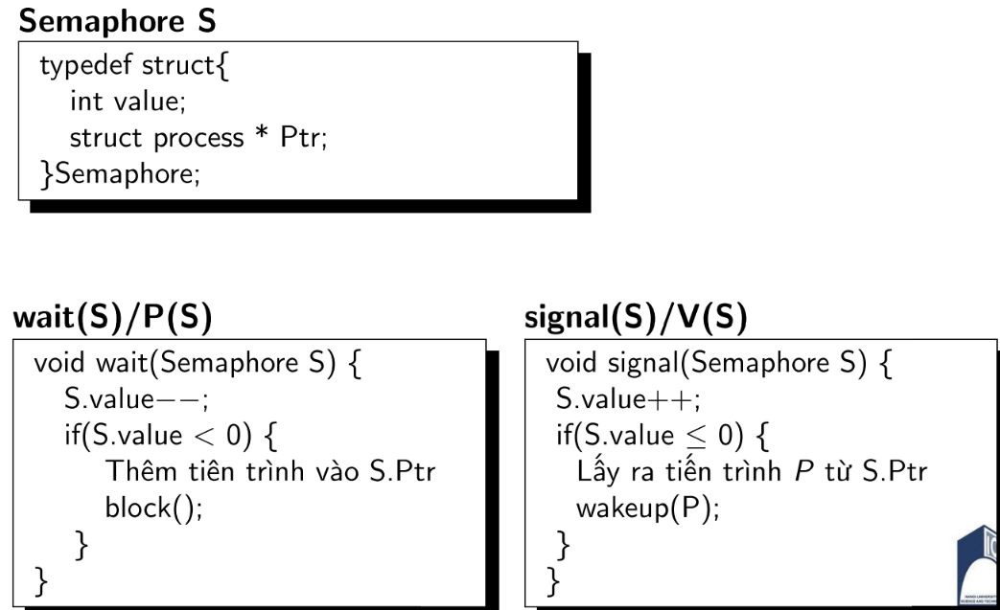 Semaphore S
typedef struct{
int value;
struct process * Ptr;
}Semaphore;
wait(S)/P(S)
void wait(Semaphore S) {
S.value−−;
if(S.value < 0) {
Thêm tiên trình vào S.Ptr
block();
}
}
signal(S)/V(S)
void signal(Semaphore S) {
S.value++;
if(S.value ≤ 0) {
Lấy ra tiến trình P từ S.Ptr
wakeup(P);
}
}